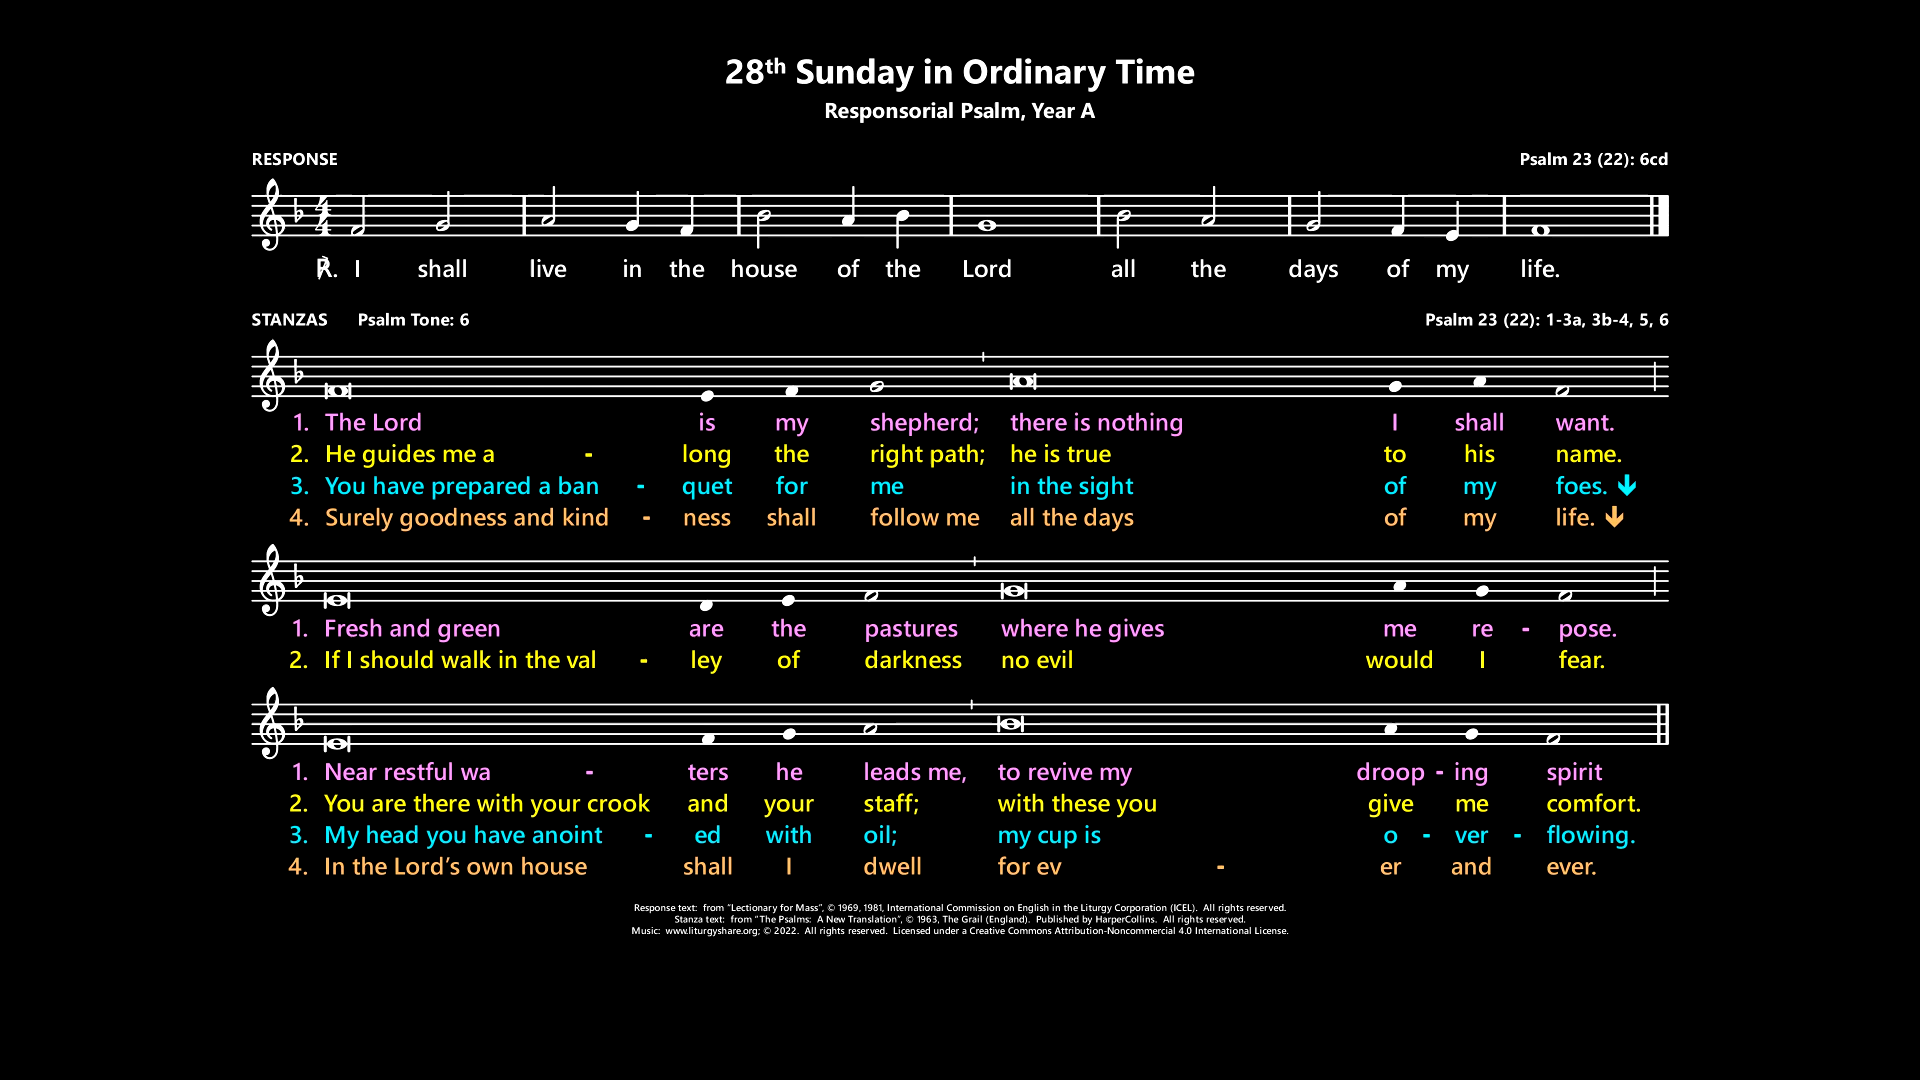 28th Sunday in Ordinary Time
Responsorial Psalm, Year A
RESPONSE Psalm 23 (22): 6cd
℟. I shall live in the house of the Lord all the days of my life.
STANZAS Psalm Tone: 6 Psalm 23 (22): 1-3a, 3b-4, 5, 6
1. The Lord is my shepherd; there is nothing I shall want.
2. He guides me a - long the right path; he is true to his name.
3. You have prepared a ban - quet for me in the sight of my foes. 🡻
4. Surely goodness and kind - ness shall follow me all the days of my life. 🡻
1. Fresh and green are the pastures where he gives me re - pose.
2. If I should walk in the val - ley of darkness no evil would I fear.
1. Near restful wa - ters he leads me, to revive my droop - ing spirit
2. You are there with your crook and your staff; with these you give me comfort.
3. My head you have anoint - ed with oil; my cup is o - ver - flowing.
4. In the Lord's own house shall I dwell for ev - er and ever.
Response text: from "Lectionary for Mass", © 1969, 1981, International Commission on English in the Liturgy Corporation (ICEL). All rights reserved.
Stanza text: from "The Psalms: A New Translation", © 1963, The Grail (England). Published by HarperCollins. All rights reserved.
Music: www.liturgyshare.org; © 2022. All rights reserved. Licensed under a Creative Commons Attribution-Noncommercial 4.0 International License.